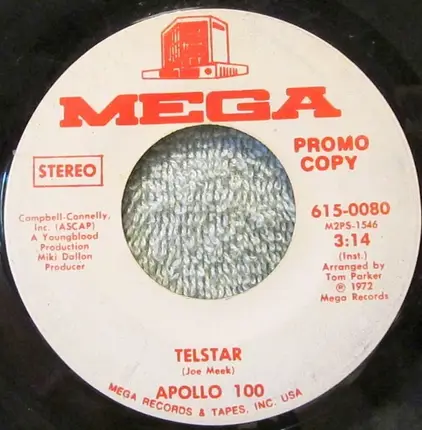 MEGA
PROMO
COPY
STEREO
Campbell-Connelly,
Inc. (ASCAP)
A Youngblood
Production
Miki Dallon
Producer
615-0080
M2PS-1546
3:14
(Inst.)
Arranged by
Tom Parker
℗ 1972
Mega Records
TELSTAR
(Joe Meek)
APOLLO 100
MEGA RECORDS & TAPES, INC. USA